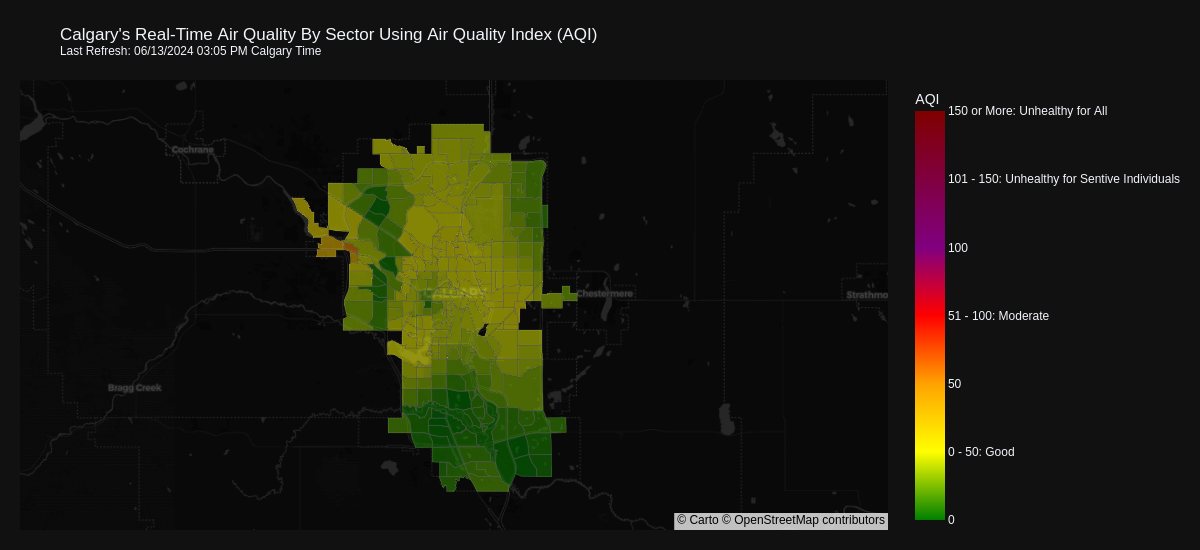 Calgary's Real-Time Air Quality By Sector Using Air Quality Index (AQI)
Last Refresh: 06/13/2024 03:05 PM Calgary Time
AQI
150 or More: Unhealthy for All
101 - 150: Unhealthy for Sentive Individuals
100
51 - 100: Moderate
50
0 - 50: Good
0
Cochrane
Chestermere
Strathmo
Bragg Creek
© Carto © OpenStreetMap contributors